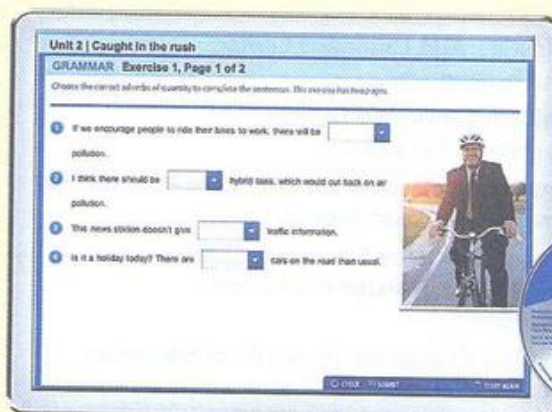 Unit 2 | Caught in the rush
GRAMMAR Exercise 1, Page 1 of 2
Choose the correct adverbs of quantity to complete the sentences. This exercise has two pages.
1 If we encourage people to ride their bikes to work, there will be
pollution.
2 I think there should be hybrid taxis, which would cut back on air
pollution.
3 This news station doesn't give traffic information.
4 Is it a holiday today? There are cars on the road than usual.
CHECK SUBMIT START AGAIN